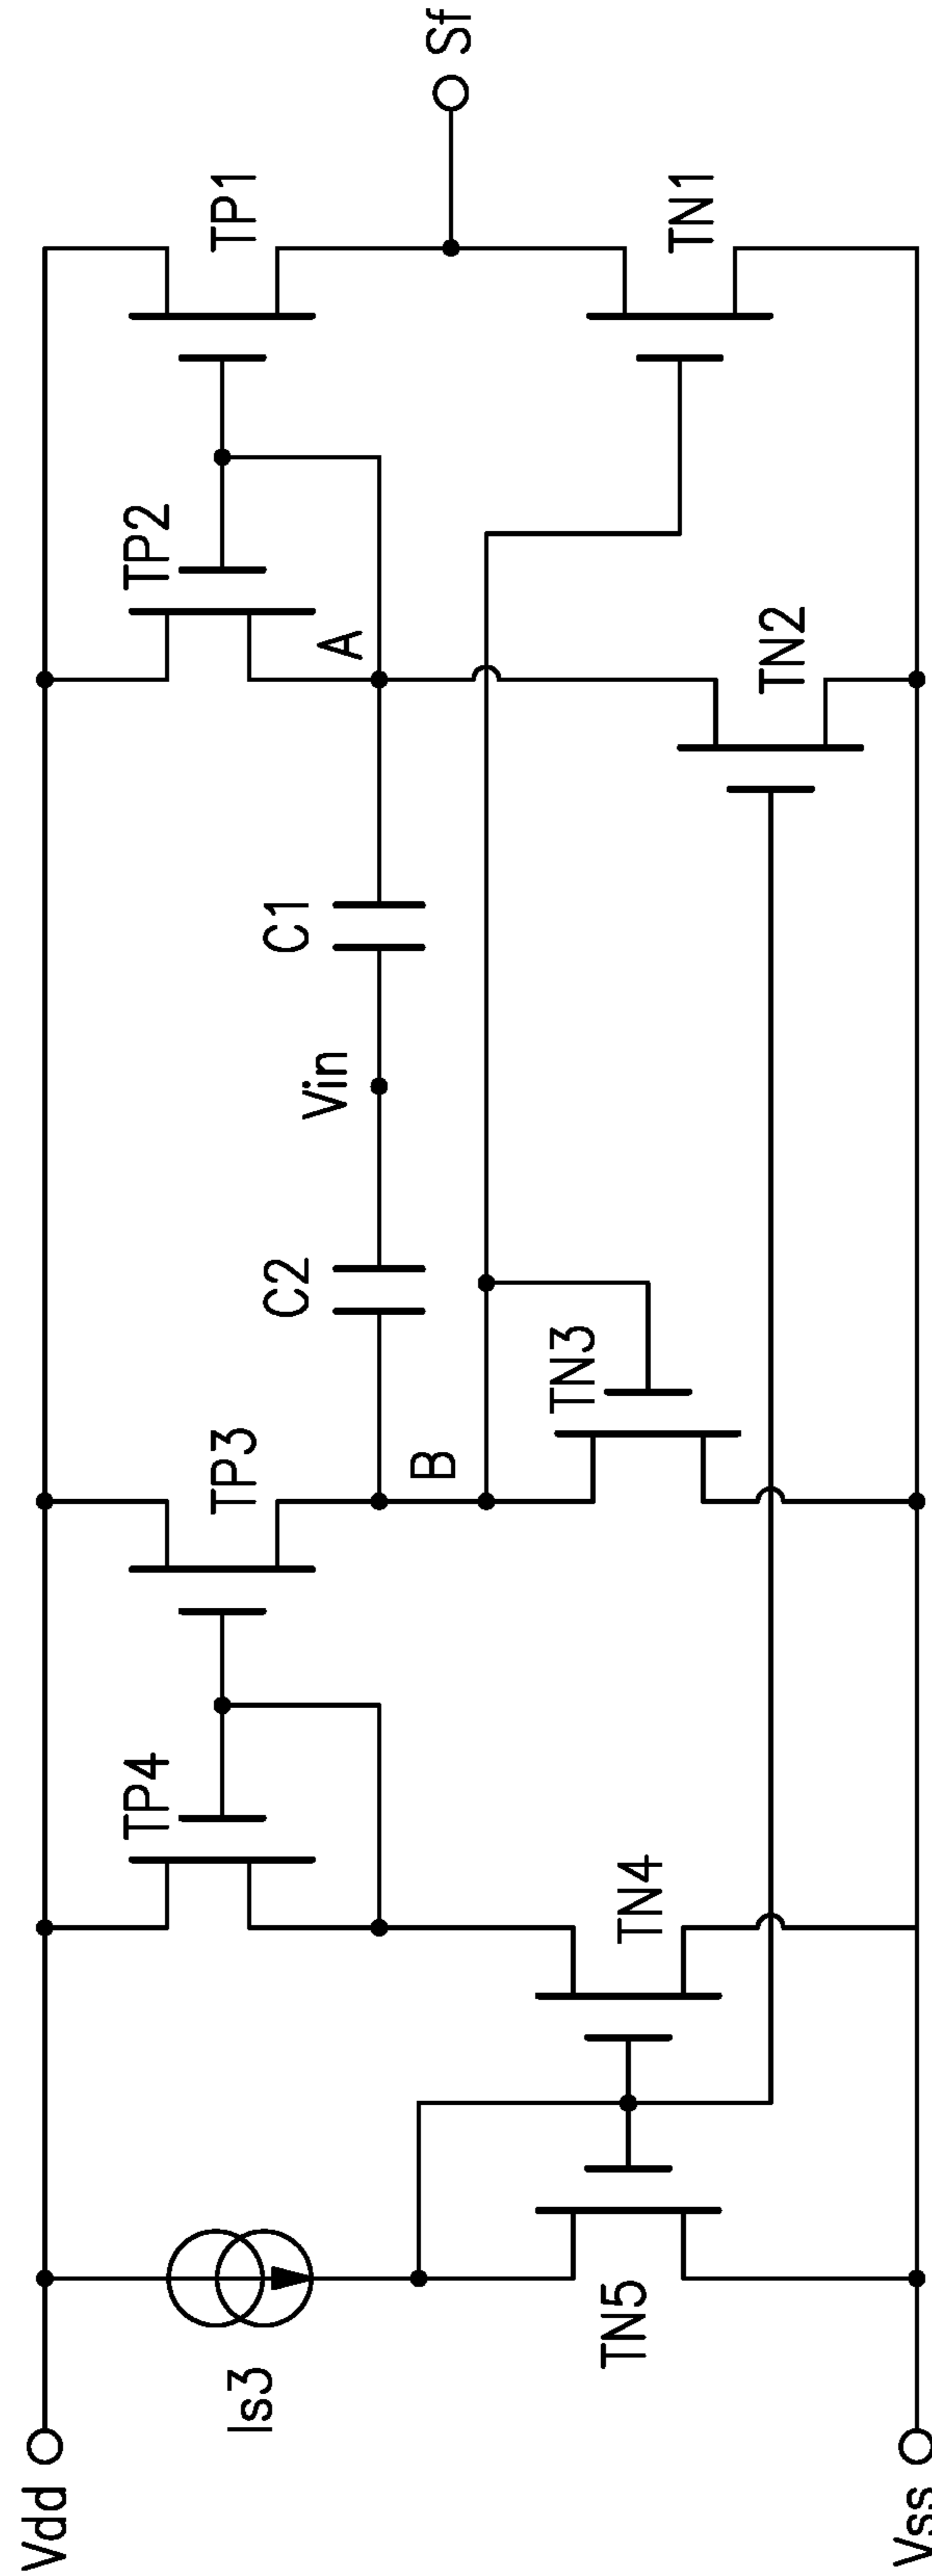 Vdd
Vss
Is3
TN5
TP4
TN4
TP3
B
TN3
C2
Vin
C1
A
TP2
TN2
TP1
TN1
Sf